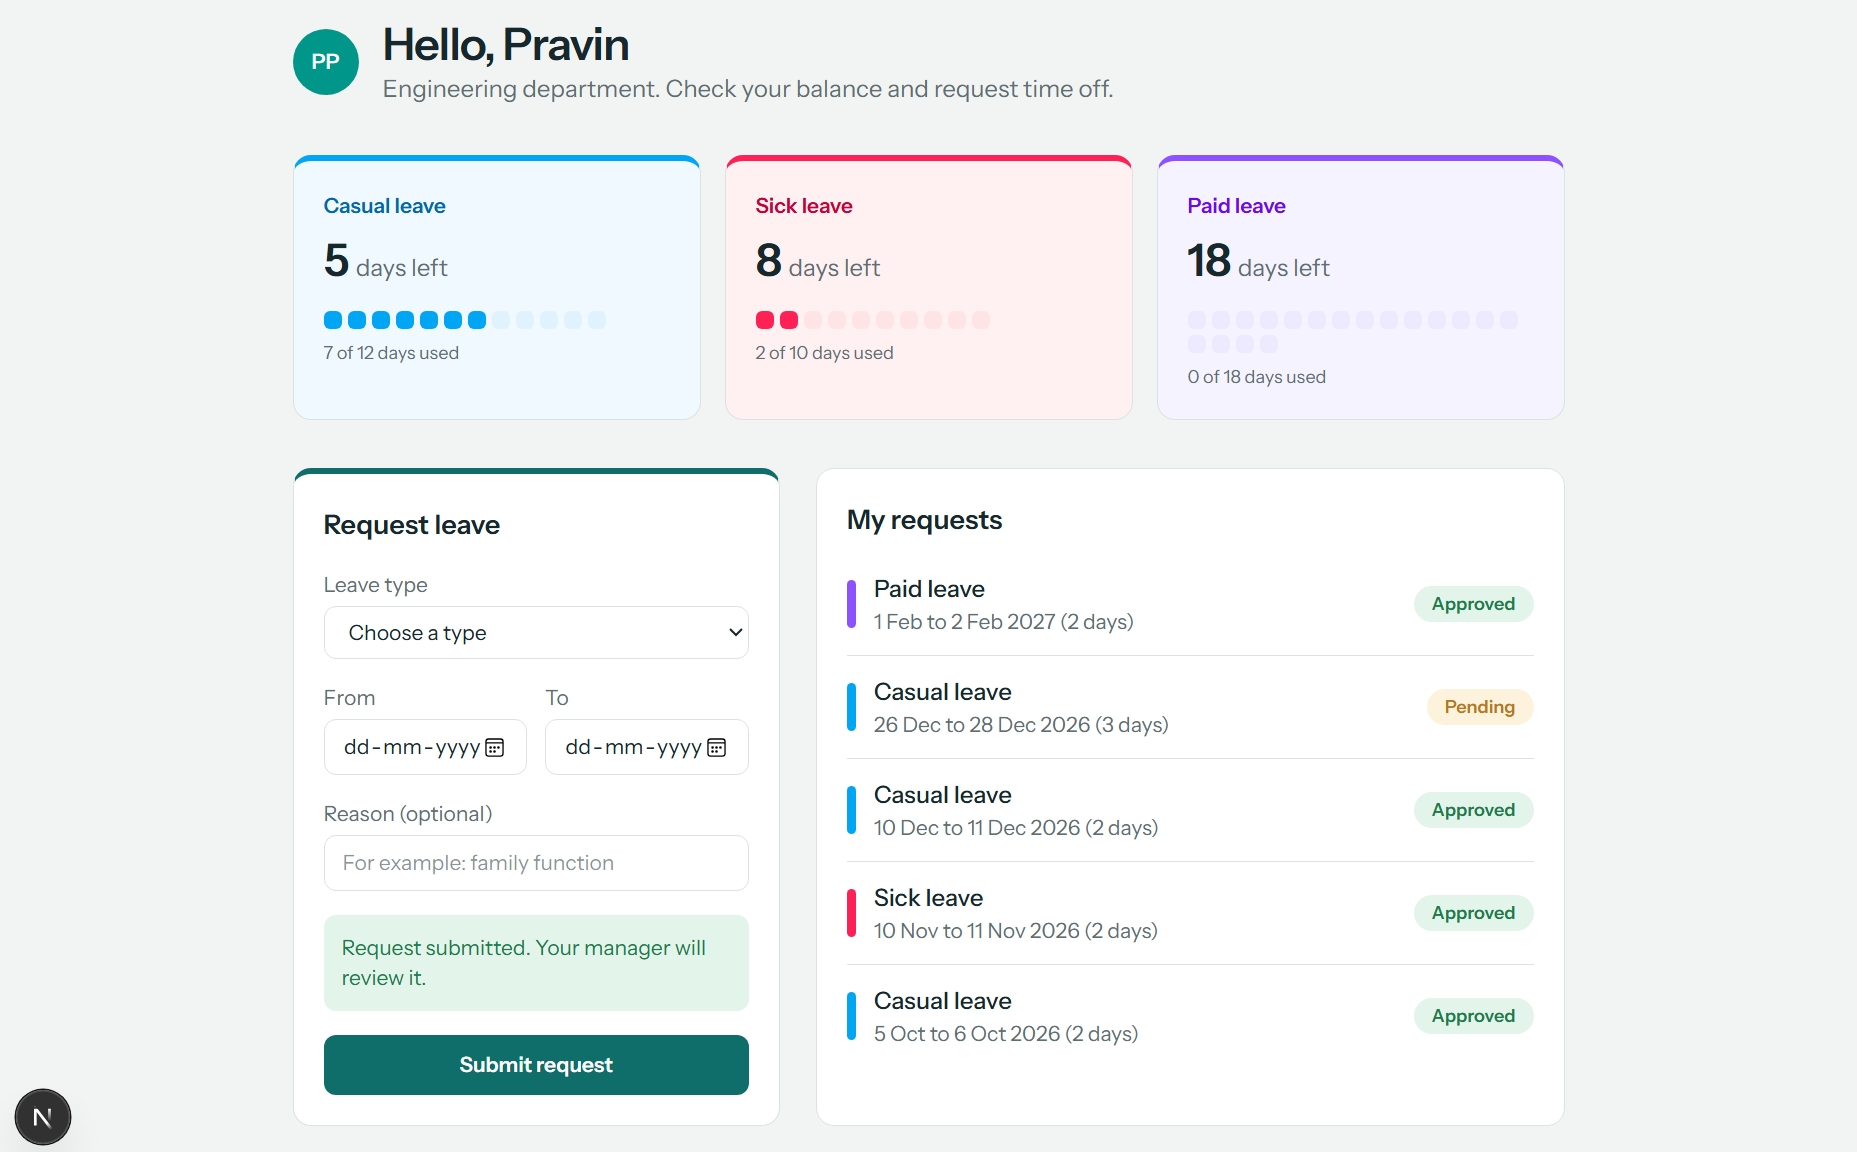 PP
Hello, Pravin
Engineering department. Check your balance and request time off.
Casual leave
5 days left
7 of 12 days used
Sick leave
8 days left
2 of 10 days used
Paid leave
18 days left
0 of 18 days used
Request leave
Leave type
Choose a type
From
To
dd-mm-yyyy
dd-mm-yyyy
Reason (optional)
For example: family function
Request submitted. Your manager will
review it.
Submit request
My requests
Paid leave
1 Feb to 2 Feb 2027 (2 days)
Approved
Casual leave
26 Dec to 28 Dec 2026 (3 days)
Pending
Casual leave
10 Dec to 11 Dec 2026 (2 days)
Approved
Sick leave
10 Nov to 11 Nov 2026 (2 days)
Approved
Casual leave
5 Oct to 6 Oct 2026 (2 days)
Approved
N